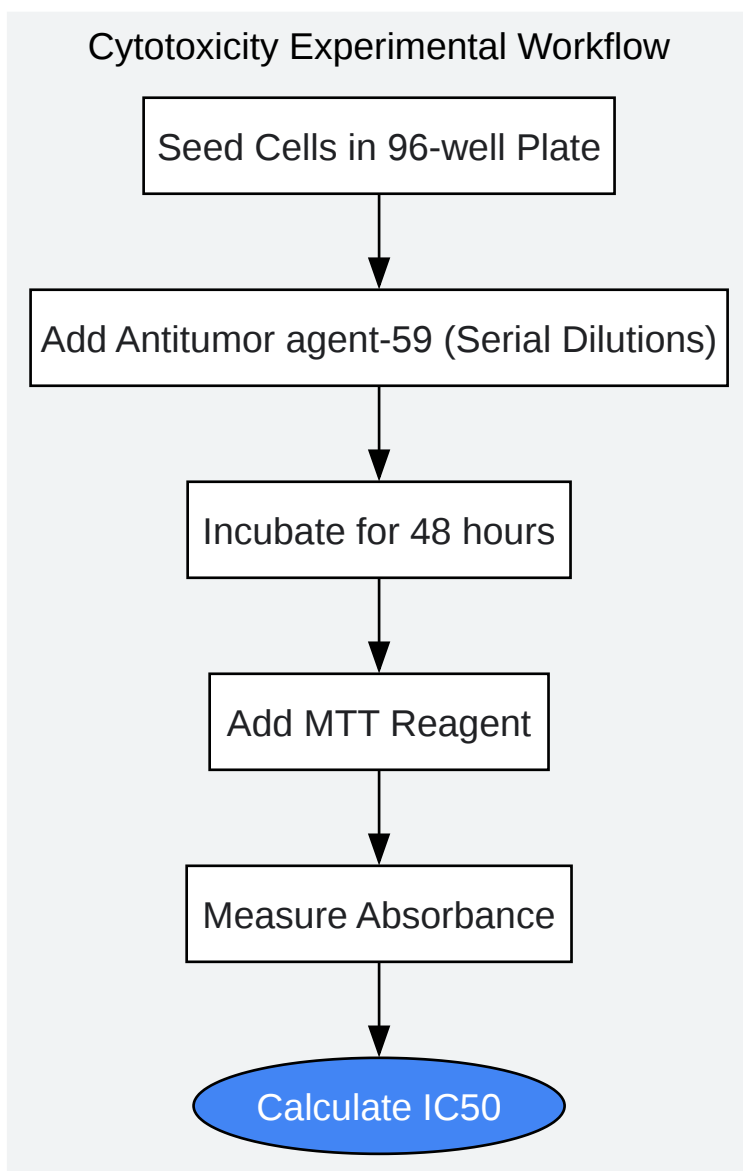 Cytotoxicity Experimental Workflow
Seed Cells in 96-well Plate
Add Antitumor agent-59 (Serial Dilutions)
Incubate for 48 hours
Add MTT Reagent
Measure Absorbance
Calculate IC50